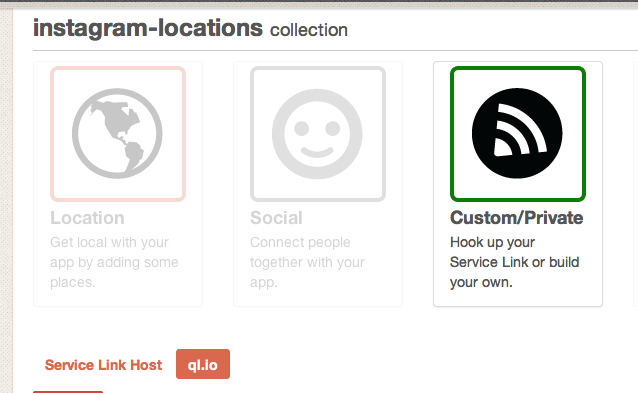 instagram-locations collection
Location
Get local with your
app by adding some
places.
Social
Connect people
together with your
app.
Custom/Private
Hook up your
Service Link or build
your own.
Service Link Host ql.io